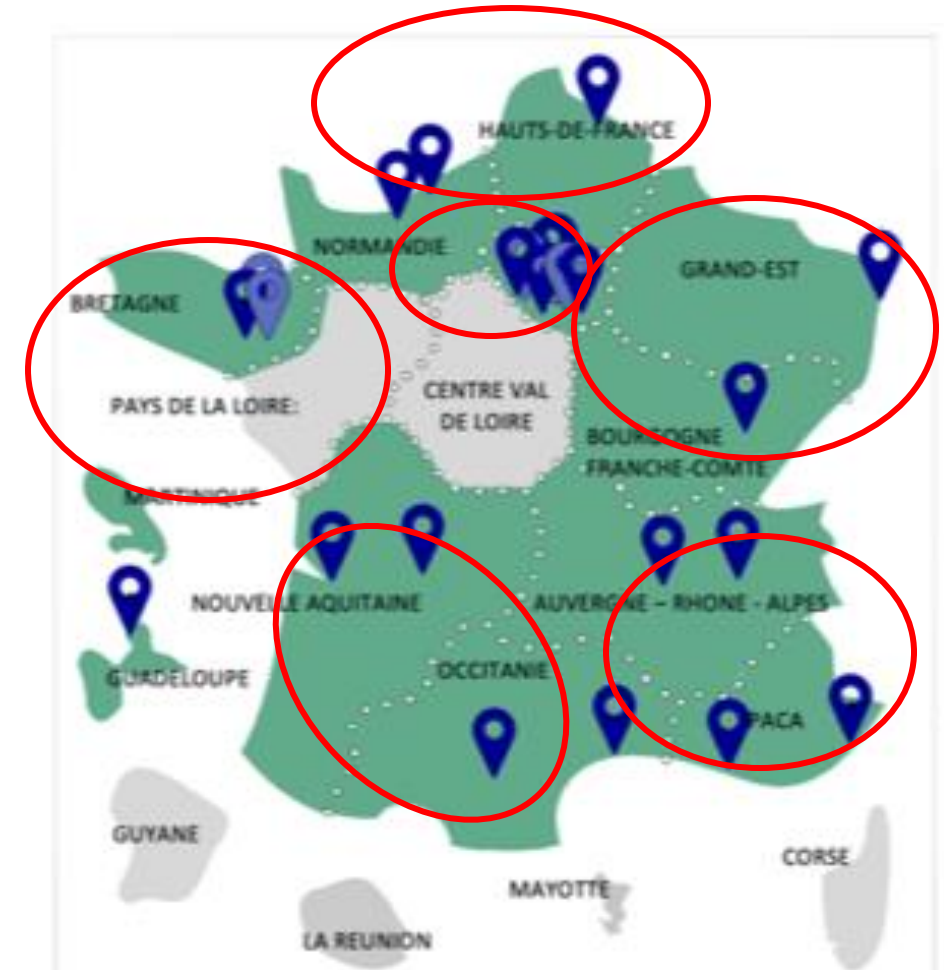 HAUTS-DE-FRANCE
NORMANDIE
GRAND-EST
BRETAGNE
CENTRE VAL
DE LOIRE
PAYS DE LA LOIRE:
BOURGOGNE
FRANCHE-COMTE
MARTINIQUE
NOUVELLE AQUITAINE
AUVERGNE – RHONE - ALPES
OCCITANIE
GUADELOUPE
PACA
GUYANE
CORSE
MAYOTTE
LA REUNION